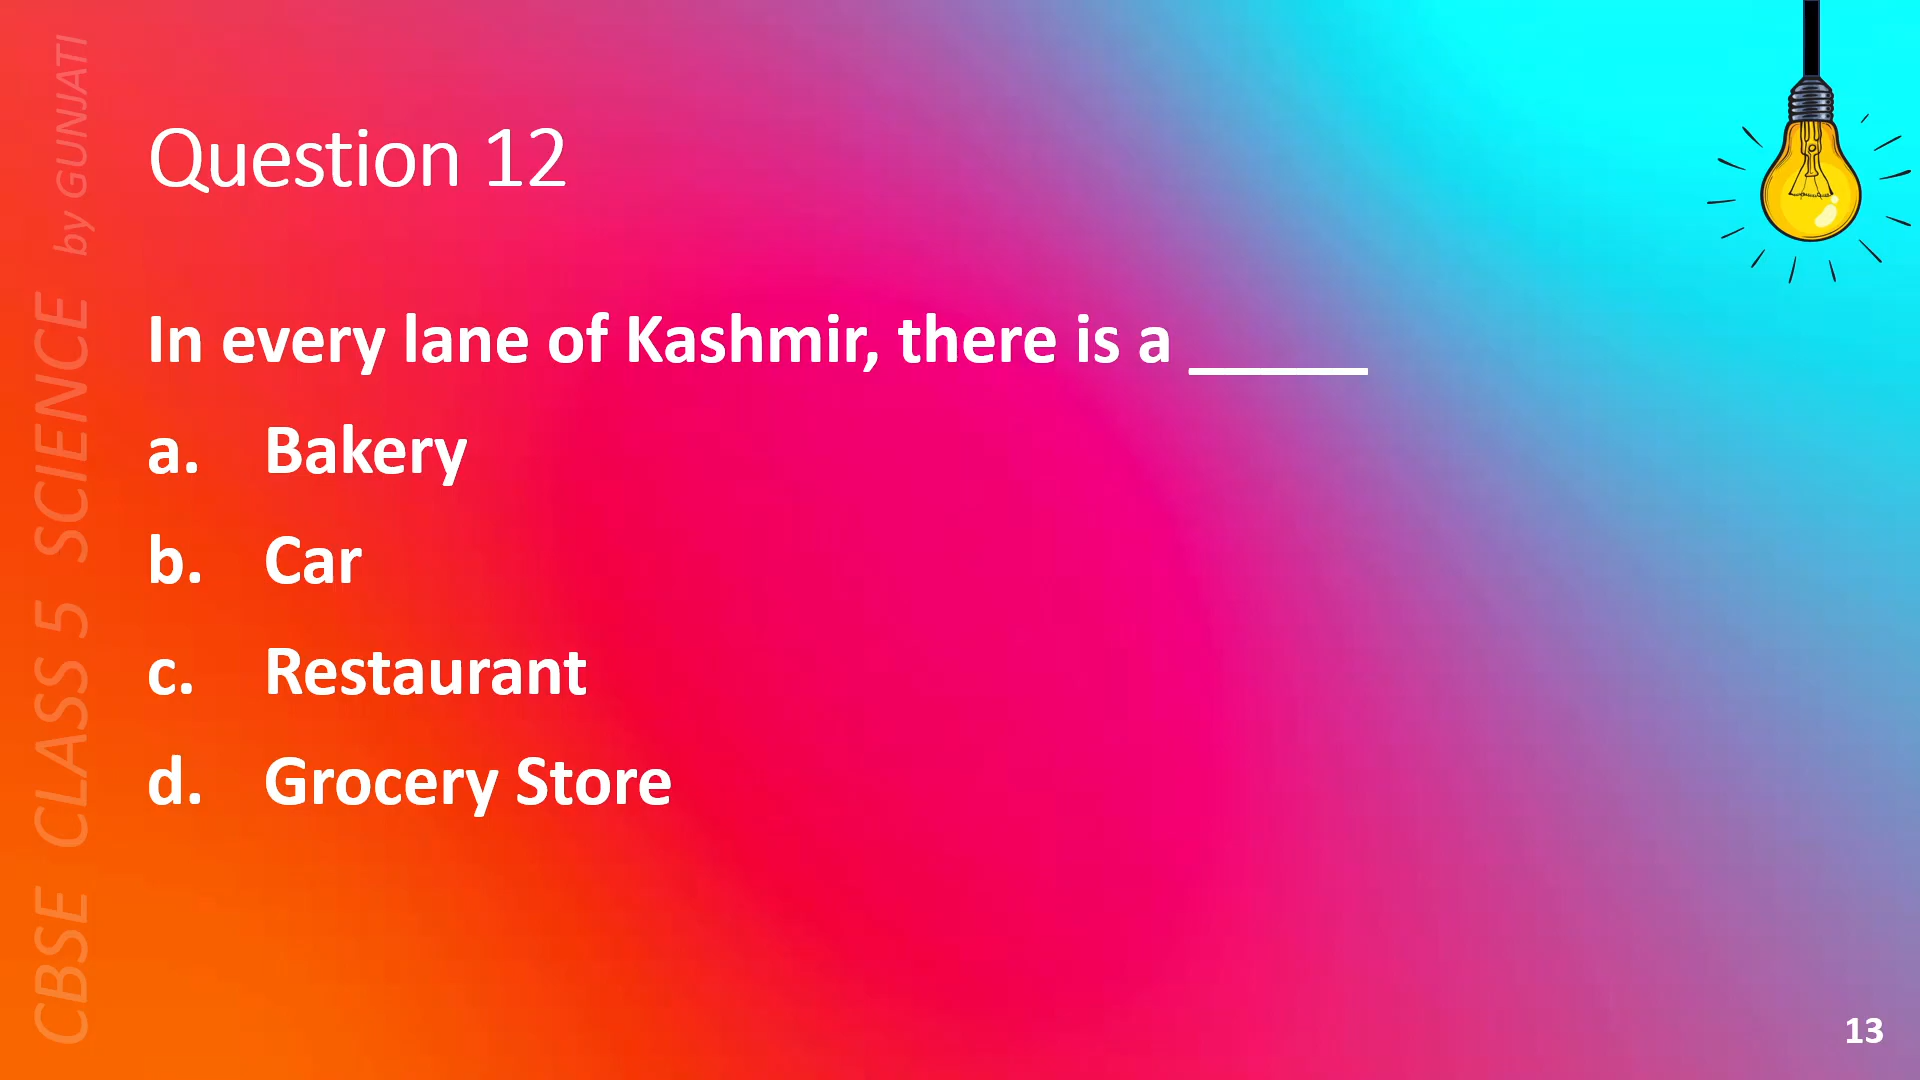 Question 12
In every lane of Kashmir, there is a ______
a. Bakery
b. Car
c. Restaurant
d. Grocery Store
CBSE CLASS 5 SCIENCE by GUNJATI
13